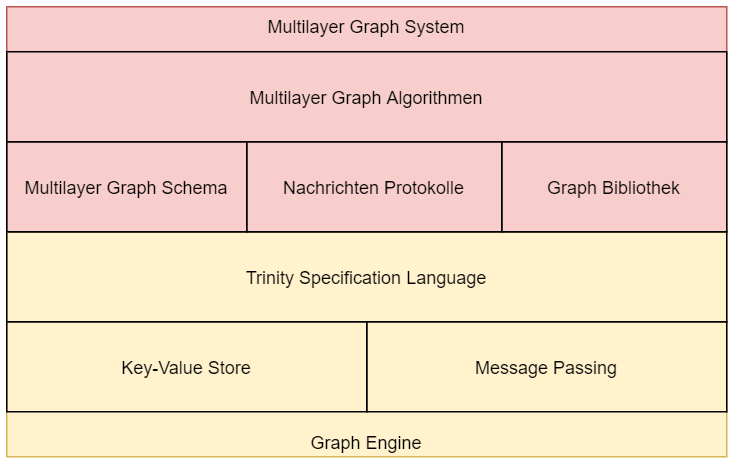 Multilayer Graph System
Multilayer Graph Algorithmen
Multilayer Graph Schema
Nachrichten Protokolle
Graph Bibliothek
Trinity Specification Language
Key-Value Store
Message Passing
Graph Engine